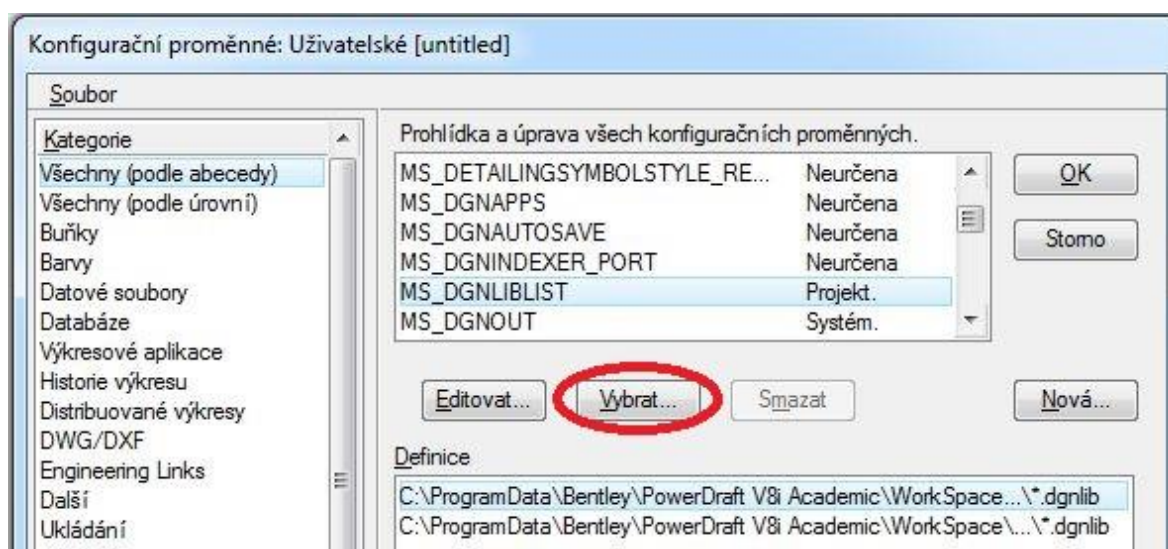 Konfigurační proměnné: Uživatelské [untitled]
Soubor
Kategorie
Všechny (podle abecedy)
Všechny (podle úrovní)
Buňky
Barvy
Datové soubory
Databáze
Výkresové aplikace
Historie výkresu
Distribuované výkresy
DWG/DXF
Engineering Links
Další
Ukládání
Prohlídka a úprava všech konfiguračních proměnných.
MS_DETAILINGSYMBOLSTYLE_RE... Neurčena
MS_DGNAPPS Neurčena
MS_DGNAUTOSAVE Neurčena
MS_DGNINDEXER_PORT Neurčena
MS_DGNLIBLIST Projekt.
MS_DGNOUT Systém.
OK
Storno
Editovat... Vybrat... Smazat Nová...
Definice
C:\ProgramData\Bentley\PowerDraft V8i Academic\WorkSpace...\*.dgnlib
C:\ProgramData\Bentley\PowerDraft V8i Academic\WorkSpace\...\*.dgnlib